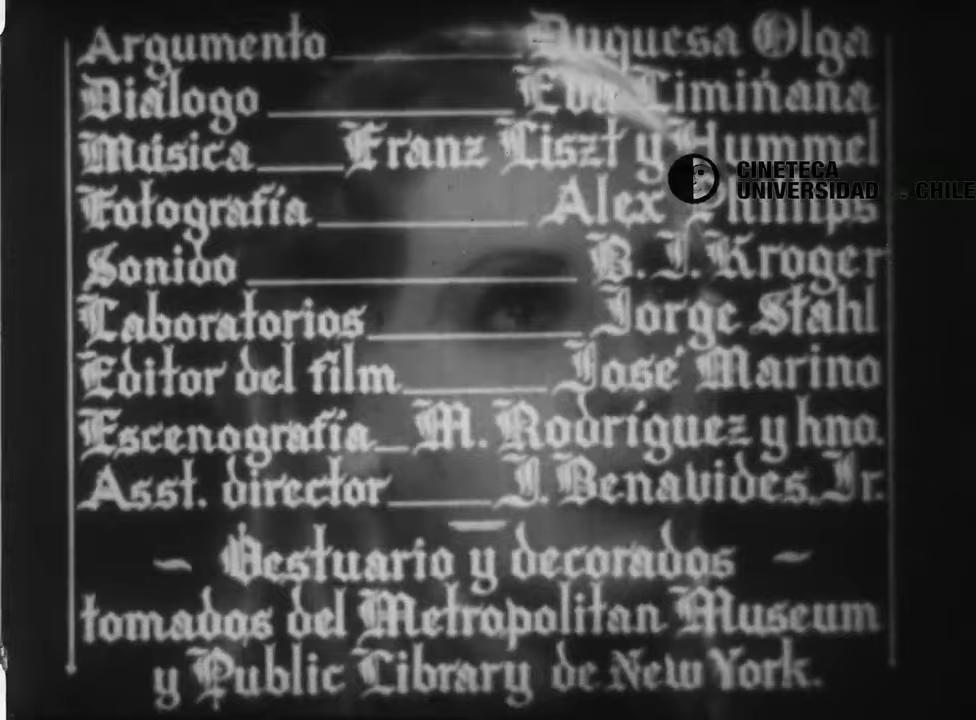 Argumento Duquesa Olga
Diálogo Eva Limiñana
Música Franz Liszt y Hummel
Fotografía Alex Phillips
Sonido B. J. Kroger
Laboratorios Jorge Stahl
Editor del film José Marino
Escenografía M. Rodríguez y hno.
Asst. director J. Benavides, Jr.
- Vestuario y decorados -
tomados del Metropolitan Museum
y Public Library de New York.
CINETECA
UNIVERSIDAD CHILE